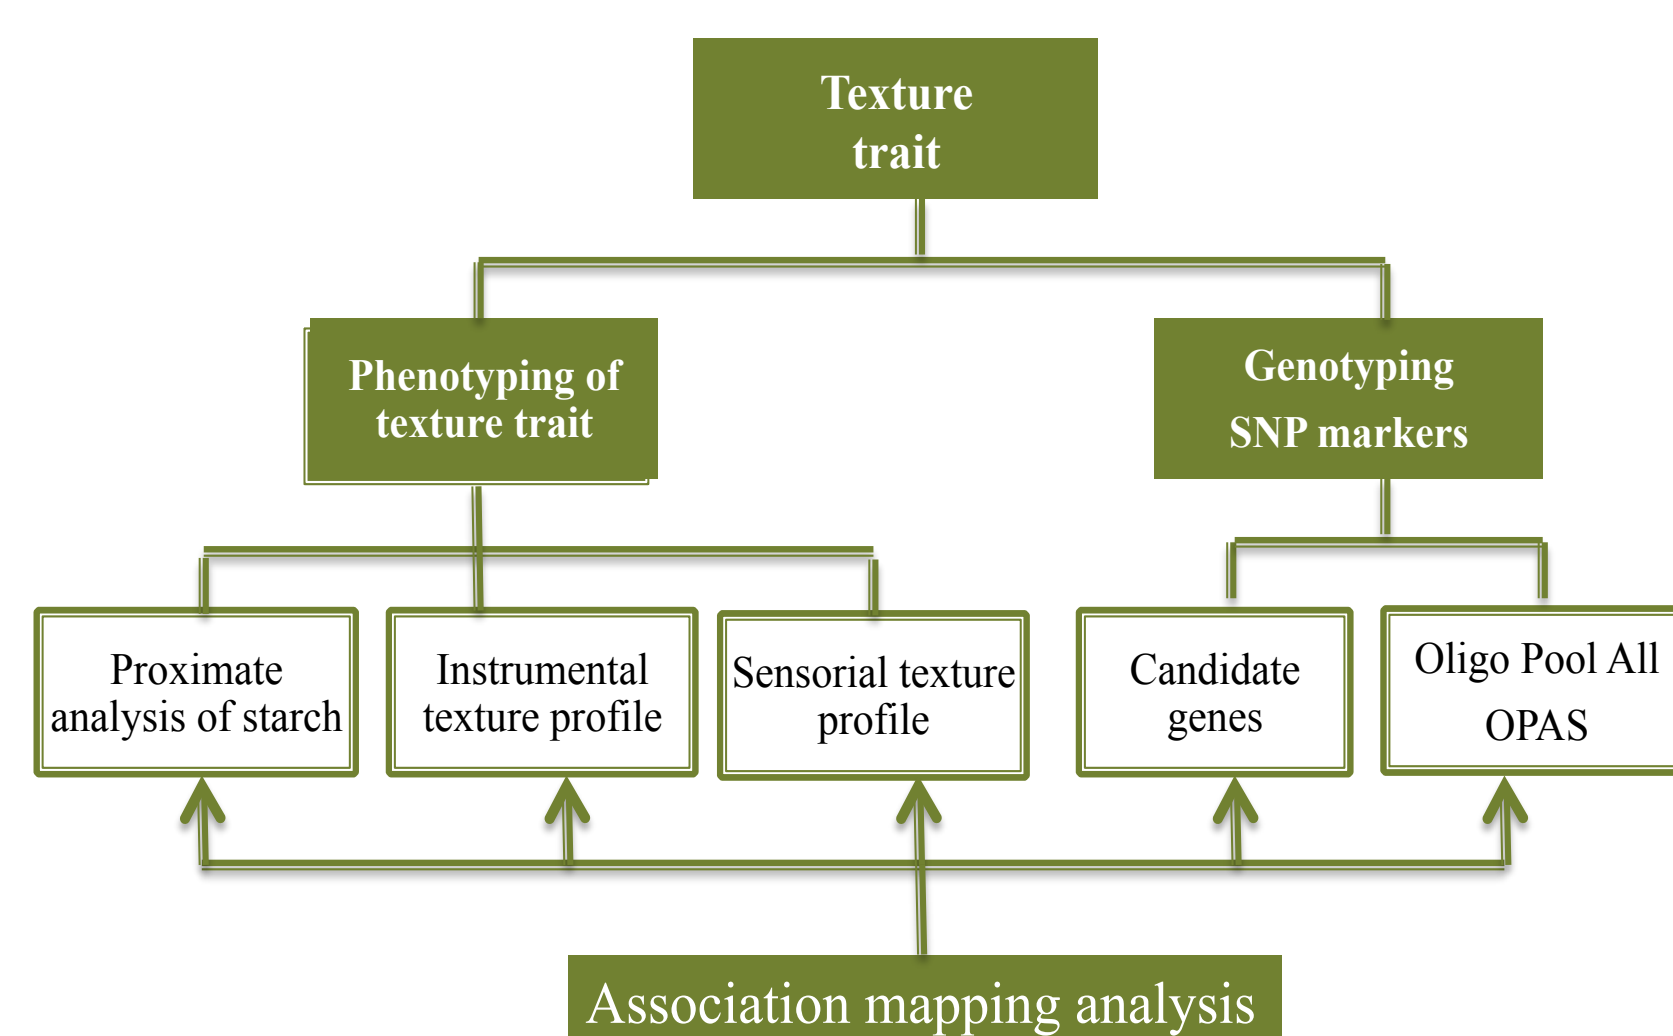 Texture
trait
Phenotyping of
texture trait
Genotyping
SNP markers
Proximate
analysis of starch
Instrumental
texture profile
Sensorial texture
profile
Candidate
genes
Oligo Pool All
OPAS
Association mapping analysis